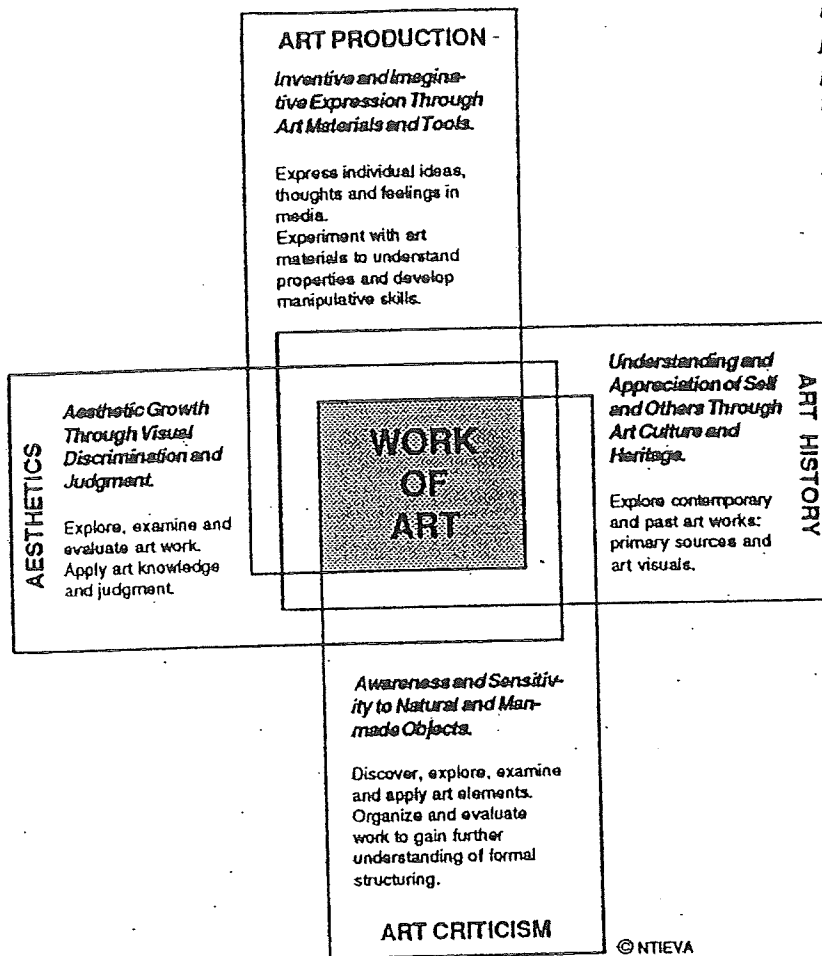 ART PRODUCTION -
Inventive and Imagina-
tive Expression Through
Art Materials and Tools.
Express individual ideas,
thoughts and feelings in
media.
Experiment with art
materials to understand
properties and develop
manipulative skills.
AESTHETICS
Aesthetic Growth
Through Visual
Discrimination and
Judgment.
Explore, examine and
evaluate art work.
Apply art knowledge
and judgment.
WORK
OF
ART
Understanding and
Appreciation of Self
and Others Through
Art Culture and
Heritage.
Explore contemporary
and past art works:
primary sources and
art visuals.
ART HISTORY
Awareness and Sensitiv-
ity to Natural and Man-
made Objects.
Discover, explore, examine
and apply art elements.
Organize and evaluate
work to gain further
understanding of formal
structuring.
ART CRITICISM
© NTIEVA